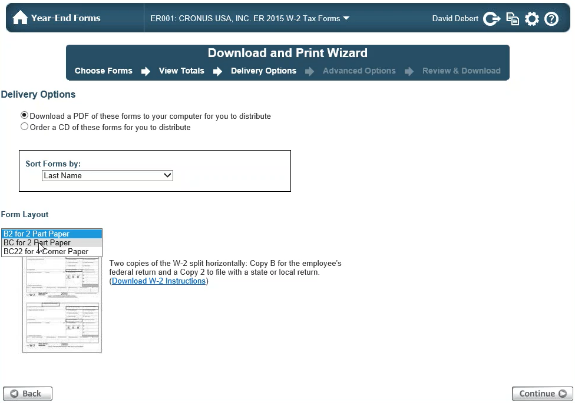 Year-End Forms
ER001: CRONUS USA, INC. ER 2015 W-2 Tax Forms
David Debert
Download and Print Wizard
Choose Forms View Totals Delivery Options Advanced Options Review & Download
Delivery Options
Download a PDF of these forms to your computer for you to distribute
Order a CD of these forms for you to distribute
Sort Forms by:
Last Name
Form Layout
B2 for 2 Part Paper
BC for 2 Part Paper
BC22 for 4 Corner Paper
Two copies of the W-2 split horizontally: Copy B for the employee's
federal return and a Copy 2 to file with a state or local return.
(Download W-2 Instructions)
Back
Continue